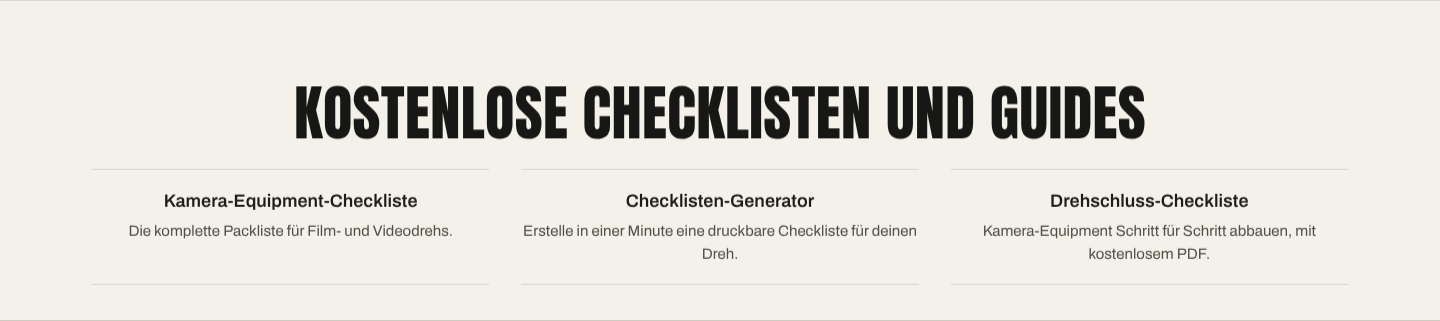 KOSTENLOSE CHECKLISTEN UND GUIDES
Kamera-Equipment-Checkliste
Die komplette Packliste für Film- und Videodrehs.
Checklisten-Generator
Erstelle in einer Minute eine druckbare Checkliste für deinen
Dreh.
Drehschluss-Checkliste
Kamera-Equipment Schritt für Schritt abbauen, mit
kostenlosem PDF.